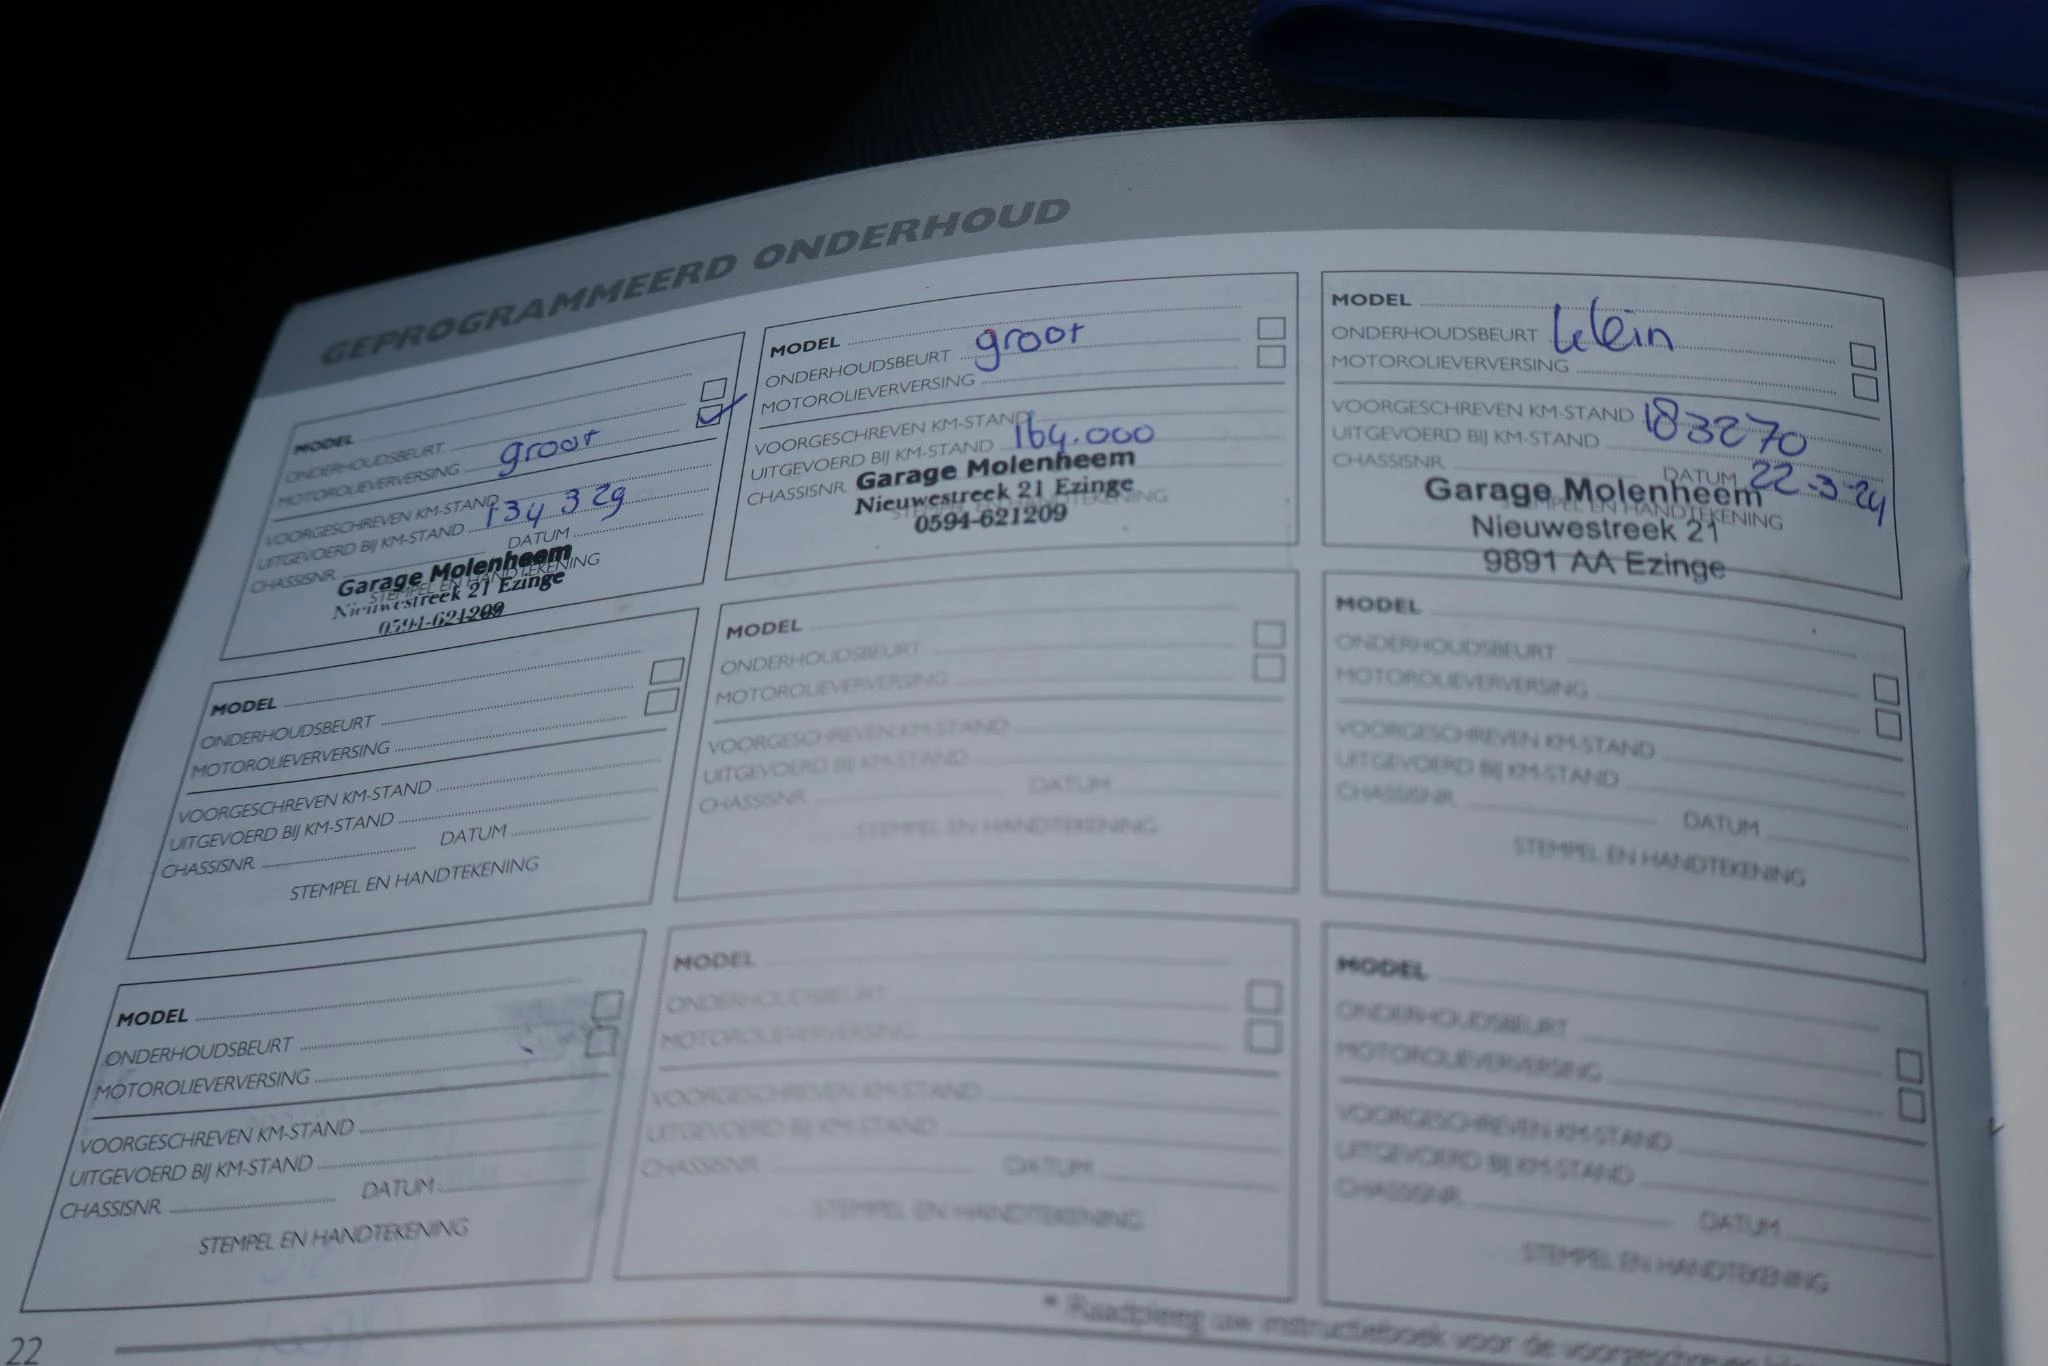 GEPROGRAMMEERD ONDERHOUD
MODEL
ONDERHOUDSBEURT
MOTOROLIEVERVERSING groot
VOORGESCHREVEN KM-STAND
UITGEVOERD BIJ KM-STAND 134329
CHASSISNR DATUM
STEMPEL EN HANDTEKENING
Garage Molenheem
Nieuwestreek 21 Ezinge
0594-621209
MODEL
ONDERHOUDSBEURT groot
MOTOROLIEVERVERSING
VOORGESCHREVEN KM-STAND
UITGEVOERD BIJ KM-STAND 164.000
CHASSISNR
Garage Molenheem
Nieuwestreek 21 Ezinge
0594-621209
MODEL
ONDERHOUDSBEURT klein
MOTOROLIEVERVERSING
VOORGESCHREVEN KM-STAND 183270
UITGEVOERD BIJ KM-STAND
CHASSISNR DATUM 22-3-24
STEMPEL EN HANDTEKENING
Garage Molenheem
Nieuwestreek 21
9891 AA Ezinge
MODEL
ONDERHOUDSBEURT
MOTOROLIEVERVERSING
VOORGESCHREVEN KM-STAND
UITGEVOERD BIJ KM-STAND
CHASSISNR DATUM
STEMPEL EN HANDTEKENING
MODEL
ONDERHOUDSBEURT
MOTOROLIEVERVERSING
VOORGESCHREVEN KM-STAND
UITGEVOERD BIJ KM-STAND
CHASSISNR DATUM
STEMPEL EN HANDTEKENING
MODEL
ONDERHOUDSBEURT
MOTOROLIEVERVERSING
VOORGESCHREVEN KM-STAND
UITGEVOERD BIJ KM-STAND
CHASSISNR DATUM
STEMPEL EN HANDTEKENING
MODEL
ONDERHOUDSBEURT
MOTOROLIEVERVERSING
VOORGESCHREVEN KM-STAND
UITGEVOERD BIJ KM-STAND
CHASSISNR DATUM
STEMPEL EN HANDTEKENING
MODEL
ONDERHOUDSBEURT
MOTOROLIEVERVERSING
VOORGESCHREVEN KM-STAND
UITGEVOERD BIJ KM-STAND
CHASSISNR DATUM
STEMPEL EN HANDTEKENING
MODEL
ONDERHOUDSBEURT
MOTOROLIEVERVERSING
VOORGESCHREVEN KM-STAND
UITGEVOERD BIJ KM-STAND
CHASSISNR DATUM
STEMPEL EN HANDTEKENING
* Raadpleeg uw instructieboek voor de voorgeschreven
22